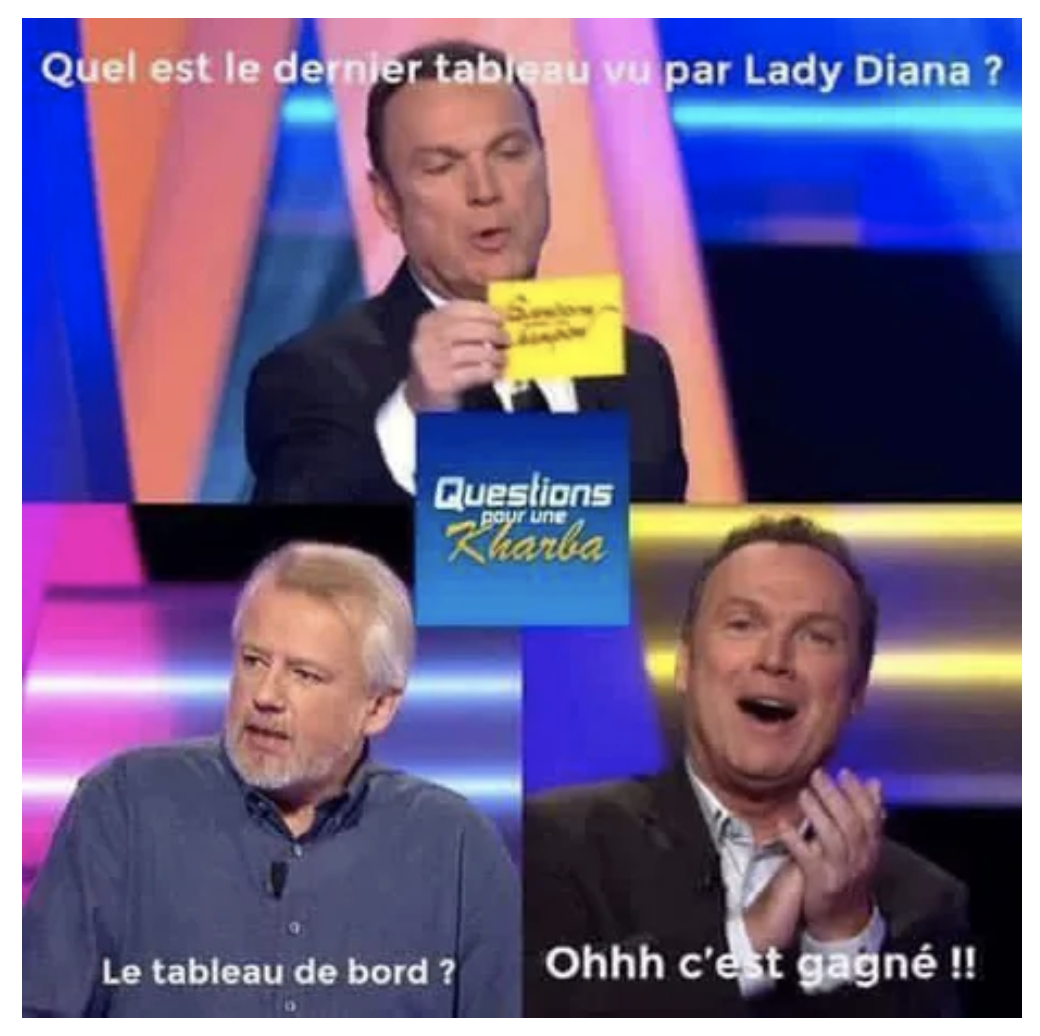 Quel est le dernier tableau vu par Lady Diana ?
Questions
pour une
Kharba
Le tableau de bord ?
Ohhh c'est gagné !!